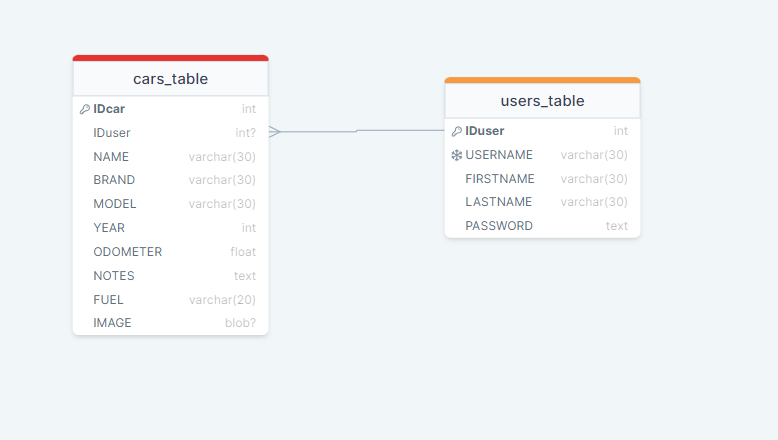 cars_table
IDcar int
IDuser int?
NAME varchar(30)
BRAND varchar(30)
MODEL varchar(30)
YEAR int
ODOMETER float
NOTES text
FUEL varchar(20)
IMAGE blob?
users_table
IDuser int
USERNAME varchar(30)
FIRSTNAME varchar(30)
LASTNAME varchar(30)
PASSWORD text